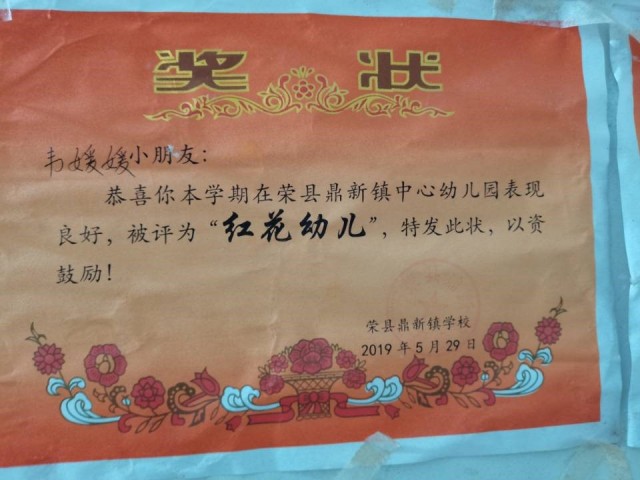 奖状
韦媛媛小朋友：
恭喜你本学期在荣县鼎新镇中心幼儿园表现
良好，被评为“红花幼儿”，特发此状，以资
鼓励！
荣县鼎新镇学校
2019年5月29日